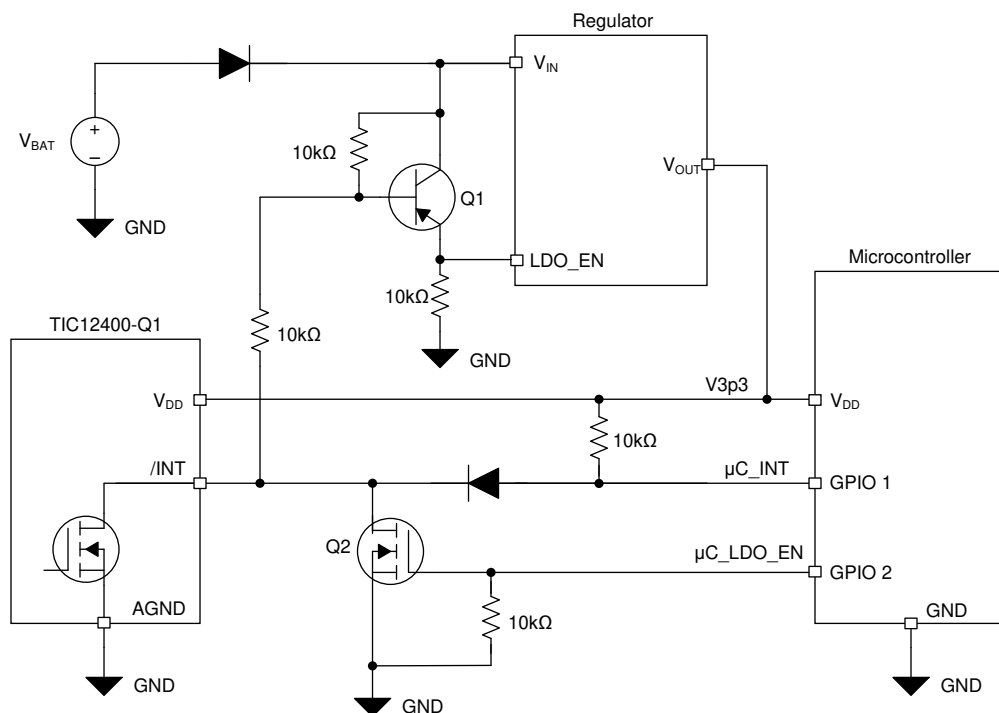 Regulator
V_IN
V_BAT
+
−
10kΩ
V_OUT
Q1
GND
LDO_EN
Microcontroller
10kΩ
TIC12400-Q1
10kΩ
GND
V3p3
V_DD
V_DD
10kΩ
/INT
µC_INT
GPIO 1
Q2
µC_LDO_EN
GPIO 2
AGND
10kΩ
GND
GND
GND
GND